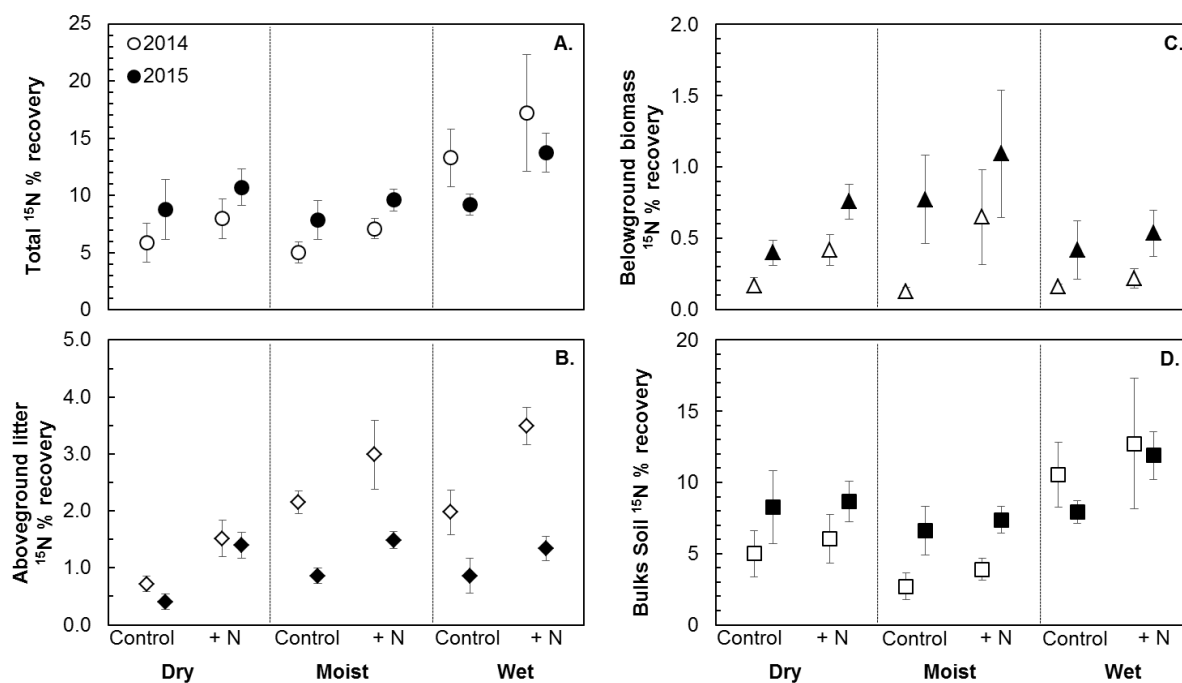 Total ¹⁵N % recovery
25
20
15
10
5
0
2014
2015
A.
Aboveground litter
¹⁵N % recovery
5.0
4.0
3.0
2.0
1.0
0.0
B.
Control + N Control + N Control + N
Dry Moist Wet
Belowground biomass
¹⁵N % recovery
2.0
1.5
1.0
0.5
0.0
C.
Bulks Soil ¹⁵N % recovery
20
15
10
5
0
D.
Control + N Control + N Control + N
Dry Moist Wet